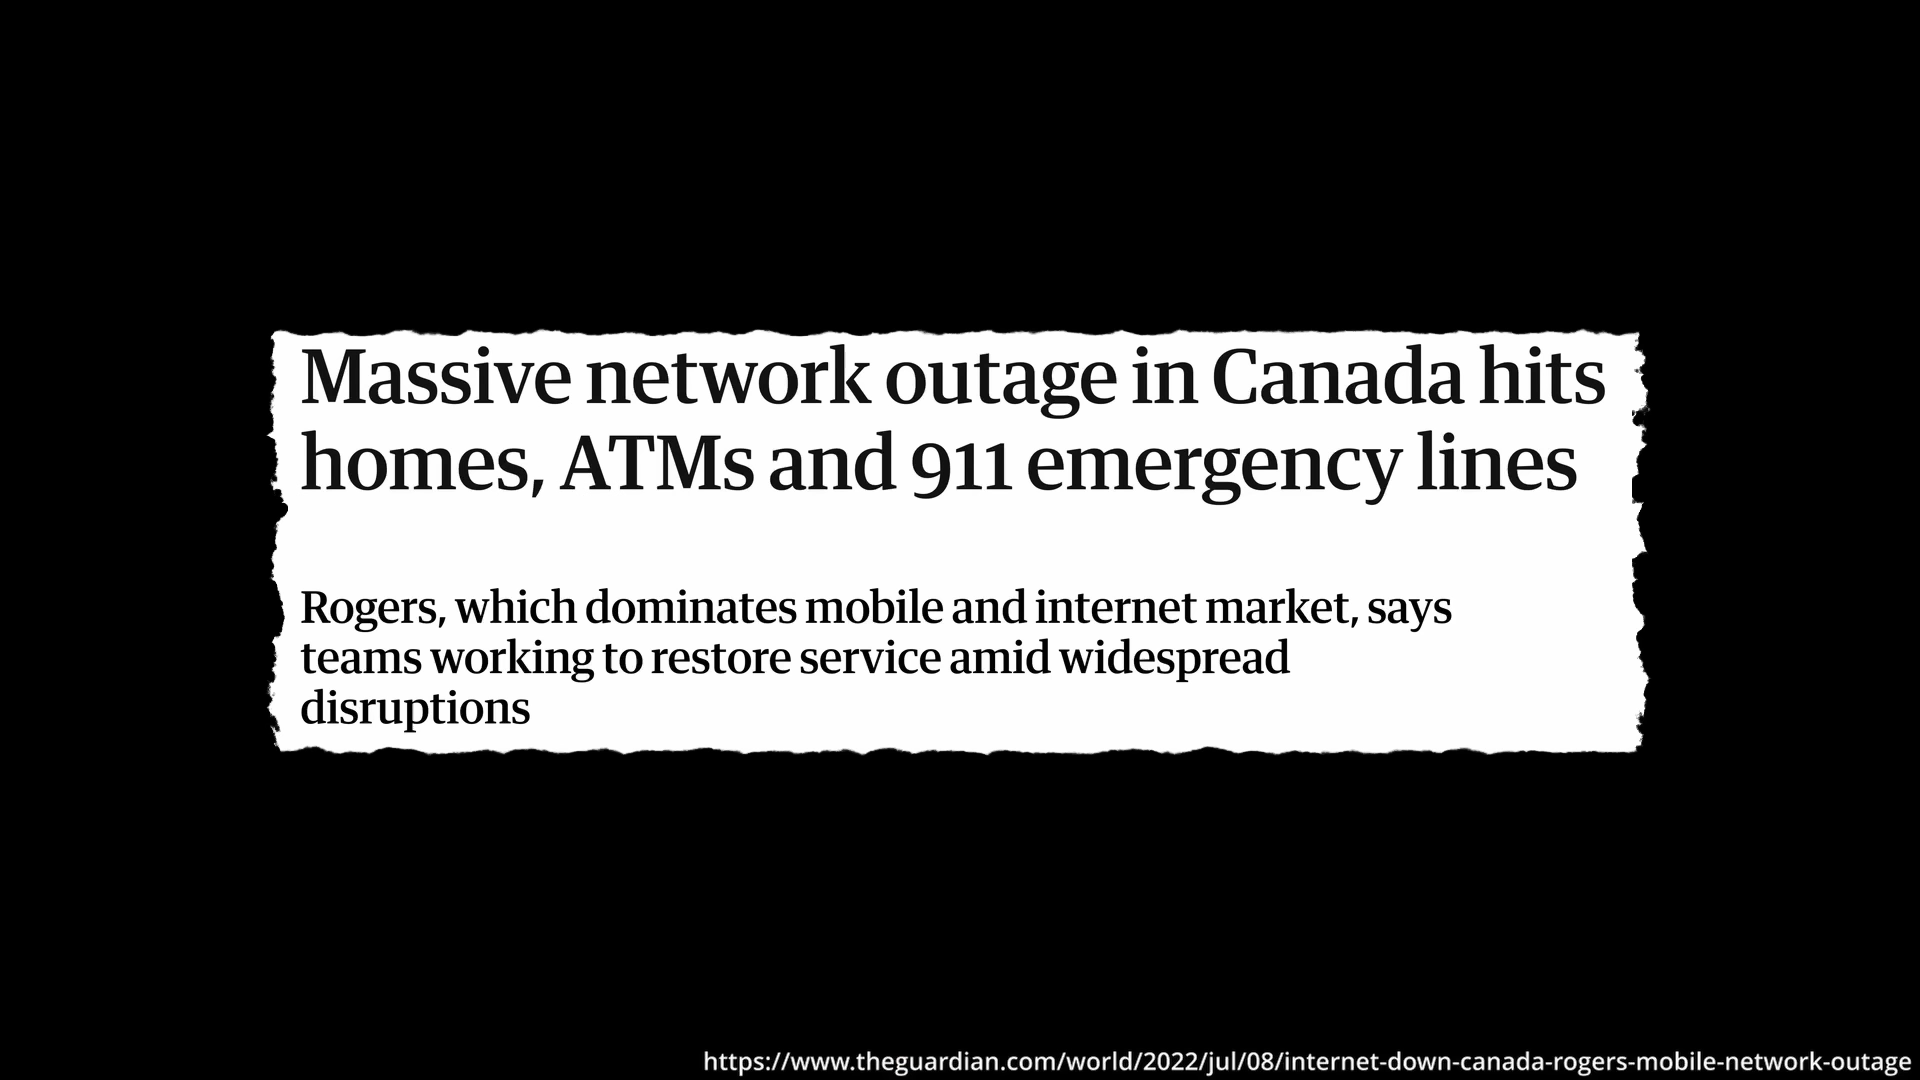 Massive network outage in Canada hits
homes, ATMs and 911 emergency lines
Rogers, which dominates mobile and internet market, says
teams working to restore service amid widespread
disruptions
https://www.theguardian.com/world/2022/jul/08/internet-down-canada-rogers-mobile-network-outage